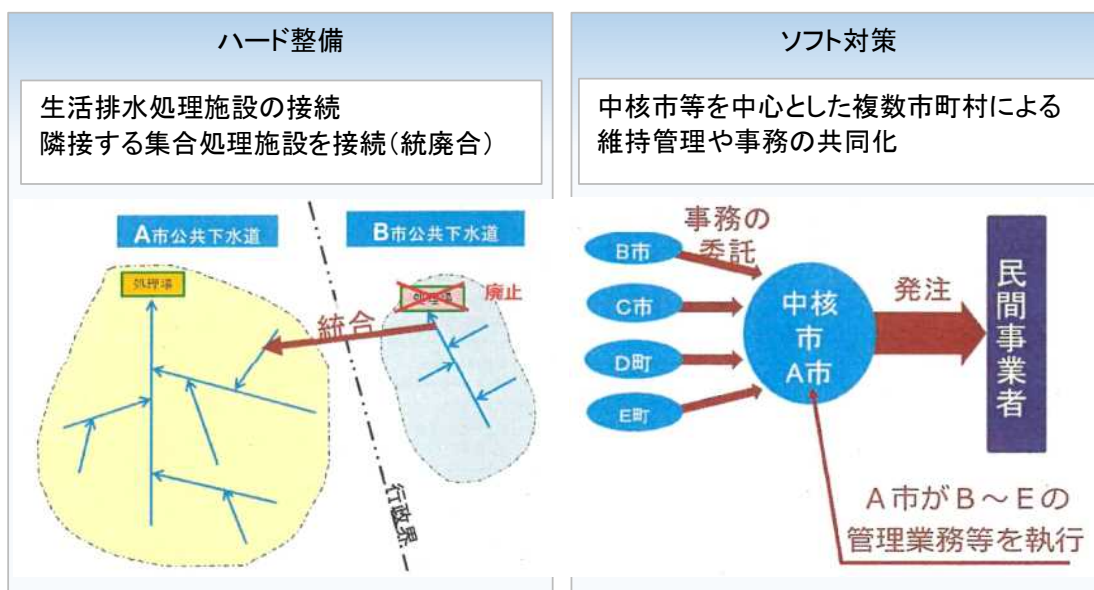 ハード整備
生活排水処理施設の接続
隣接する集合処理施設を接続(統廃合)
A市公共下水道
B市公共下水道
処理場
廃止
統合
行政界
ソフト対策
中核市等を中心とした複数市町村による
維持管理や事務の共同化
事務の
委託
B市
C市
D町
E町
中核
市
A市
発注
民間事業者
A市がB~Eの
管理業務等を執行